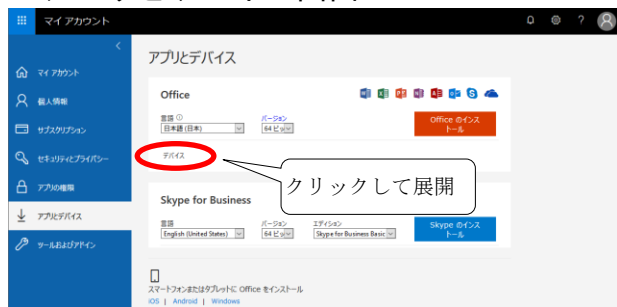 マイ アカウント
?
アプリとデバイス
マイ アカウント
個人情報
サブスクリプション
セキュリティとプライバシー
アプリの権限
アプリとデバイス
ツールおよびアドイン
Office
言語
バージョン
日本語 (日本)
64 ビッ
Office のインス
トール
デバイス
クリックして展開
Skype for Business
言語
バージョン
エディション
English (United States)
64 ビッ
Skype for Business Basic
Skype のインス
トール
スマートフォンまたはタブレットに Office をインストール
iOS | Android | Windows